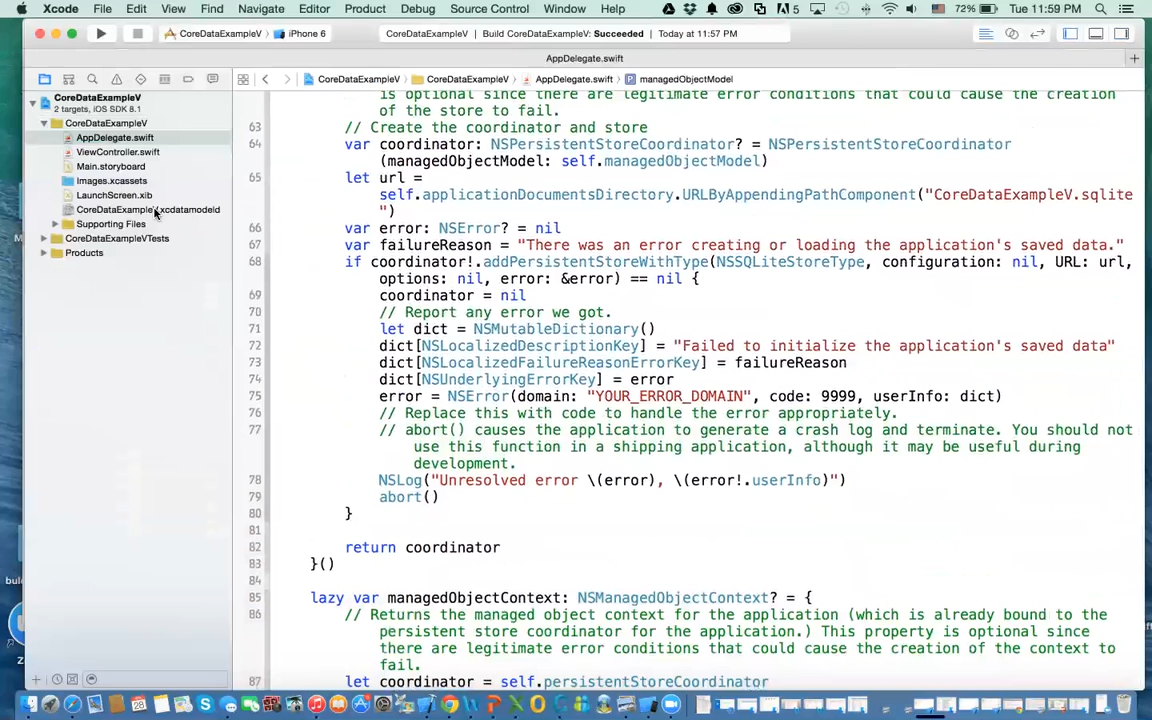 Xcode File Edit View Find Navigate Editor Product Debug Source Control Window Help 5 72% Tue 11:59 PM
CoreDataExampleV iPhone 6 CoreDataExampleV | Build CoreDataExampleV: Succeeded | Today at 11:57 PM
AppDelegate.swift
CoreDataExampleV CoreDataExampleV AppDelegate.swift P managedObjectModel
CoreDataExampleV
2 targets, iOS SDK 8.1
CoreDataExampleV
AppDelegate.swift
ViewController.swift
Main.storyboard
Images.xcassets
LaunchScreen.xib
CoreDataExampleV.xcdatamodeld
Supporting Files
CoreDataExampleVTests
Products
is optional since there are legitimate error conditions that could cause the creation
of the store to fail.
63 // Create the coordinator and store
64 var coordinator: NSPersistentStoreCoordinator? = NSPersistentStoreCoordinator
(managedObjectModel: self.managedObjectModel)
65 let url =
self.applicationDocumentsDirectory.URLByAppendingPathComponent("CoreDataExampleV.sqlite
")
66 var error: NSError? = nil
67 var failureReason = "There was an error creating or loading the application's saved data."
68 if coordinator!.addPersistentStoreWithType(NSSQLiteStoreType, configuration: nil, URL: url,
options: nil, error: &error) == nil {
69 coordinator = nil
70 // Report any error we got.
71 let dict = NSMutableDictionary()
72 dict[NSLocalizedDescriptionKey] = "Failed to initialize the application's saved data"
73 dict[NSLocalizedFailureReasonErrorKey] = failureReason
74 dict[NSUnderlyingErrorKey] = error
75 error = NSError(domain: "YOUR_ERROR_DOMAIN", code: 9999, userInfo: dict)
76 // Replace this with code to handle the error appropriately.
77 // abort() causes the application to generate a crash log and terminate. You should not
use this function in a shipping application, although it may be useful during
development.
78 NSLog("Unresolved error \(error), \(error!.userInfo)")
79 abort()
80 }
81
82 return coordinator
83 }()
84
85 lazy var managedObjectContext: NSManagedObjectContext? = {
86 // Returns the managed object context for the application (which is already bound to the
persistent store coordinator for the application.) This property is optional since
there are legitimate error conditions that could cause the creation of the context to
fail.
87 let coordinator = self.persistentStoreCoordinator